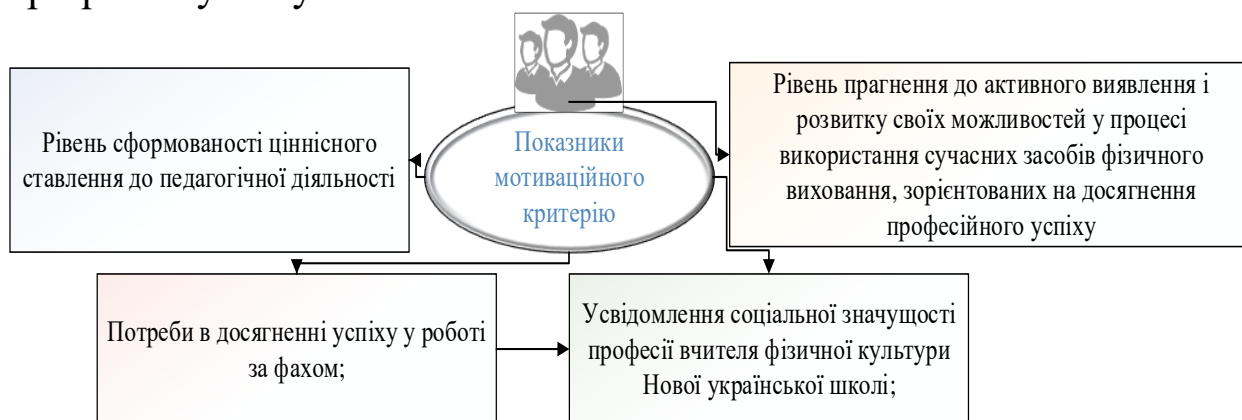 Рівень сформованості ціннісного
ставлення до педагогічної діяльності
Показники
мотиваційного
критерію
Рівень прагнення до активного виявлення і
розвитку своїх можливостей у процесі
використання сучасних засобів фізичного
виховання, зорієнтованих на досягнення
професійного успіху
Потреби в досягненні успіху у роботі
за фахом;
Усвідомлення соціальної значущості
професії вчителя фізичної культури
Нової української школі;